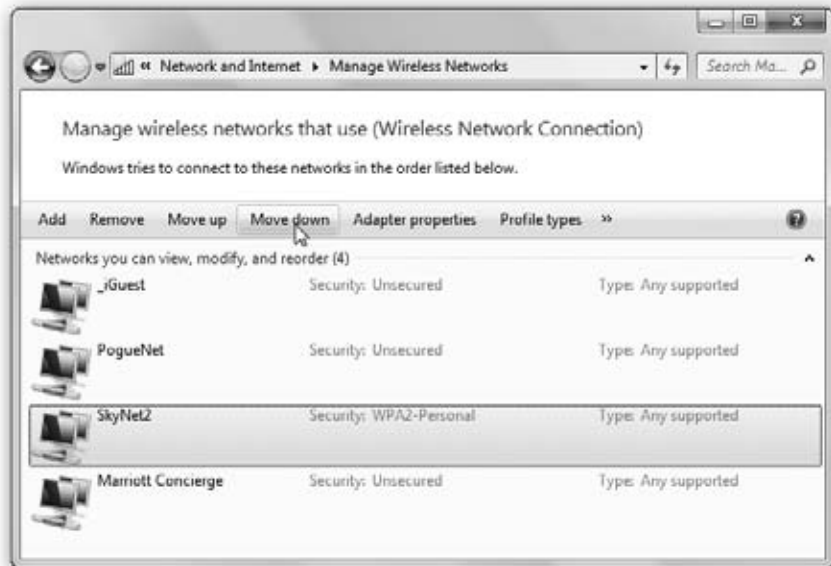 « Network and Internet ▸ Manage Wireless Networks Search Ma...
Manage wireless networks that use (Wireless Network Connection)
Windows tries to connect to these networks in the order listed below.
Add Remove Move up Move down Adapter properties Profile types »
Networks you can view, modify, and reorder (4)
_iGuest Security: Unsecured Type: Any supported
PogueNet Security: Unsecured Type: Any supported
SkyNet2 Security: WPA2-Personal Type: Any supported
Marriott Concierge Security: Unsecured Type: Any supported